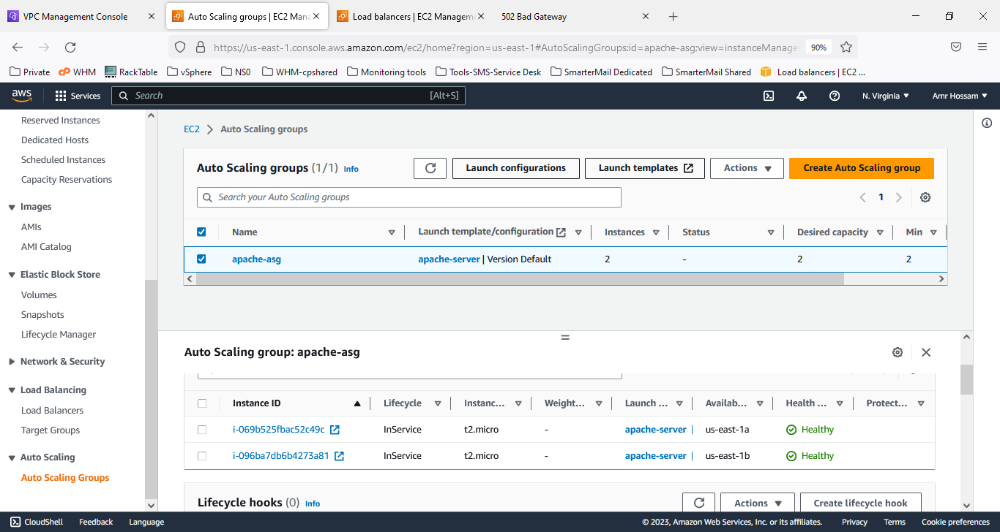 VPC Management Console
Auto Scaling groups | EC2 Mana
Load balancers | EC2 Manageme
502 Bad Gateway
https://us-east-1.console.aws.amazon.com/ec2/home?region=us-east-1#AutoScalingGroups:id=apache-asg;view=instanceManage
90%
Private WHM RackTable vSphere NS0 WHM-cpshared Monitoring tools Tools-SMS-Service Desk SmarterMail Dedicated SmarterMail Shared Load balancers | EC2 ...
aws Services Search [Alt+S] N. Virginia Amr Hossam
Reserved Instances
Dedicated Hosts
Scheduled Instances
Capacity Reservations
Images
AMIs
AMI Catalog
Elastic Block Store
Volumes
Snapshots
Lifecycle Manager
Network & Security
Load Balancing
Load Balancers
Target Groups
Auto Scaling
Auto Scaling Groups
EC2 Auto Scaling groups
Auto Scaling groups (1/1) Info Launch configurations Launch templates Actions Create Auto Scaling group
Search your Auto Scaling groups 1
Name Launch template/configuration Instances Status Desired capacity Min
apache-asg apache-server | Version Default 2 - 2 2
Auto Scaling group: apache-asg
Instance ID Lifecycle Instanc... Weight... Launch ... Availab... Health ... Protect...
i-069b525fbac52c49c InService t2.micro - apache-server | us-east-1a Healthy
i-096ba7db6b4273a81 InService t2.micro - apache-server | us-east-1b Healthy
Lifecycle hooks (0) Info Actions Create lifecycle hook
CloudShell Feedback Language © 2023, Amazon Web Services, Inc. or its affiliates. Privacy Terms Cookie preferences